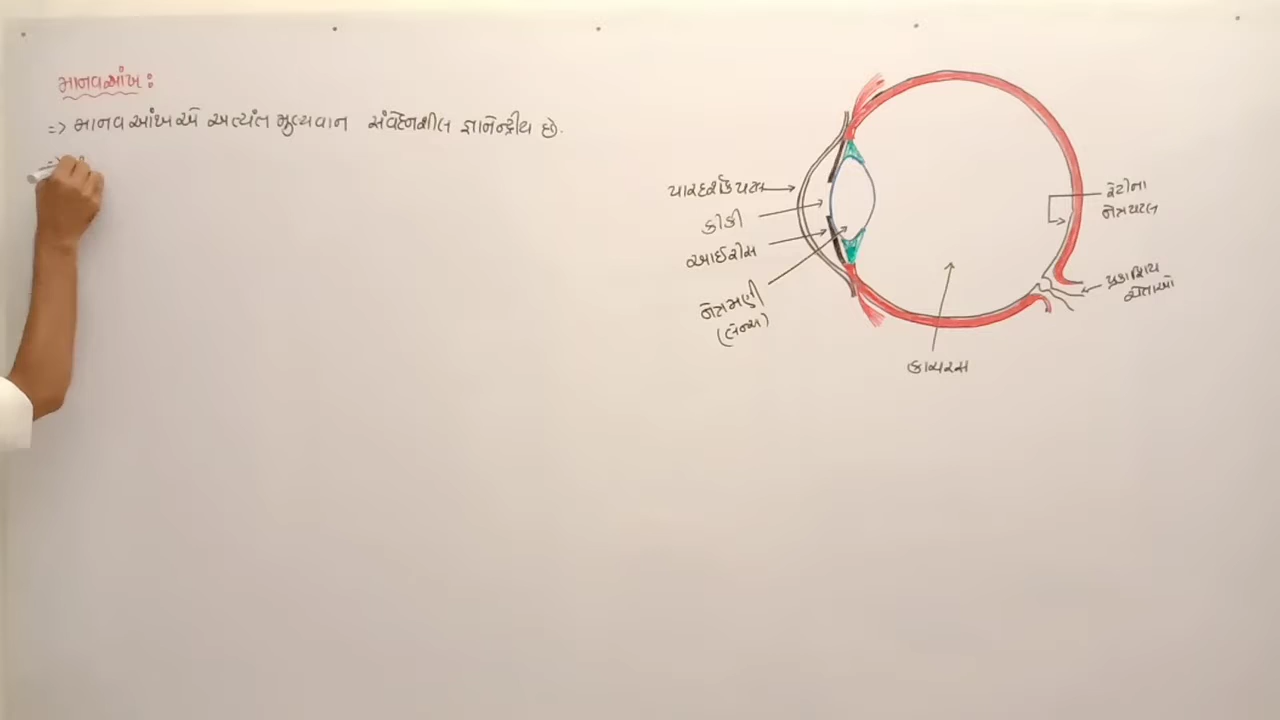 માનવ આંખ :
=> માનવ આંખ એ અત્યંત મુલ્યવાન સંવેદનશીલ જ્ઞાનેન્દ્રીય છે.
પારદર્શક પટલ
કીકી
આઈરીસ
નેત્રમણી
(લેન્સ)
રેટીના
નેત્રપટલ
પ્રકાશિય
ચેતાઓ
કાચરસ